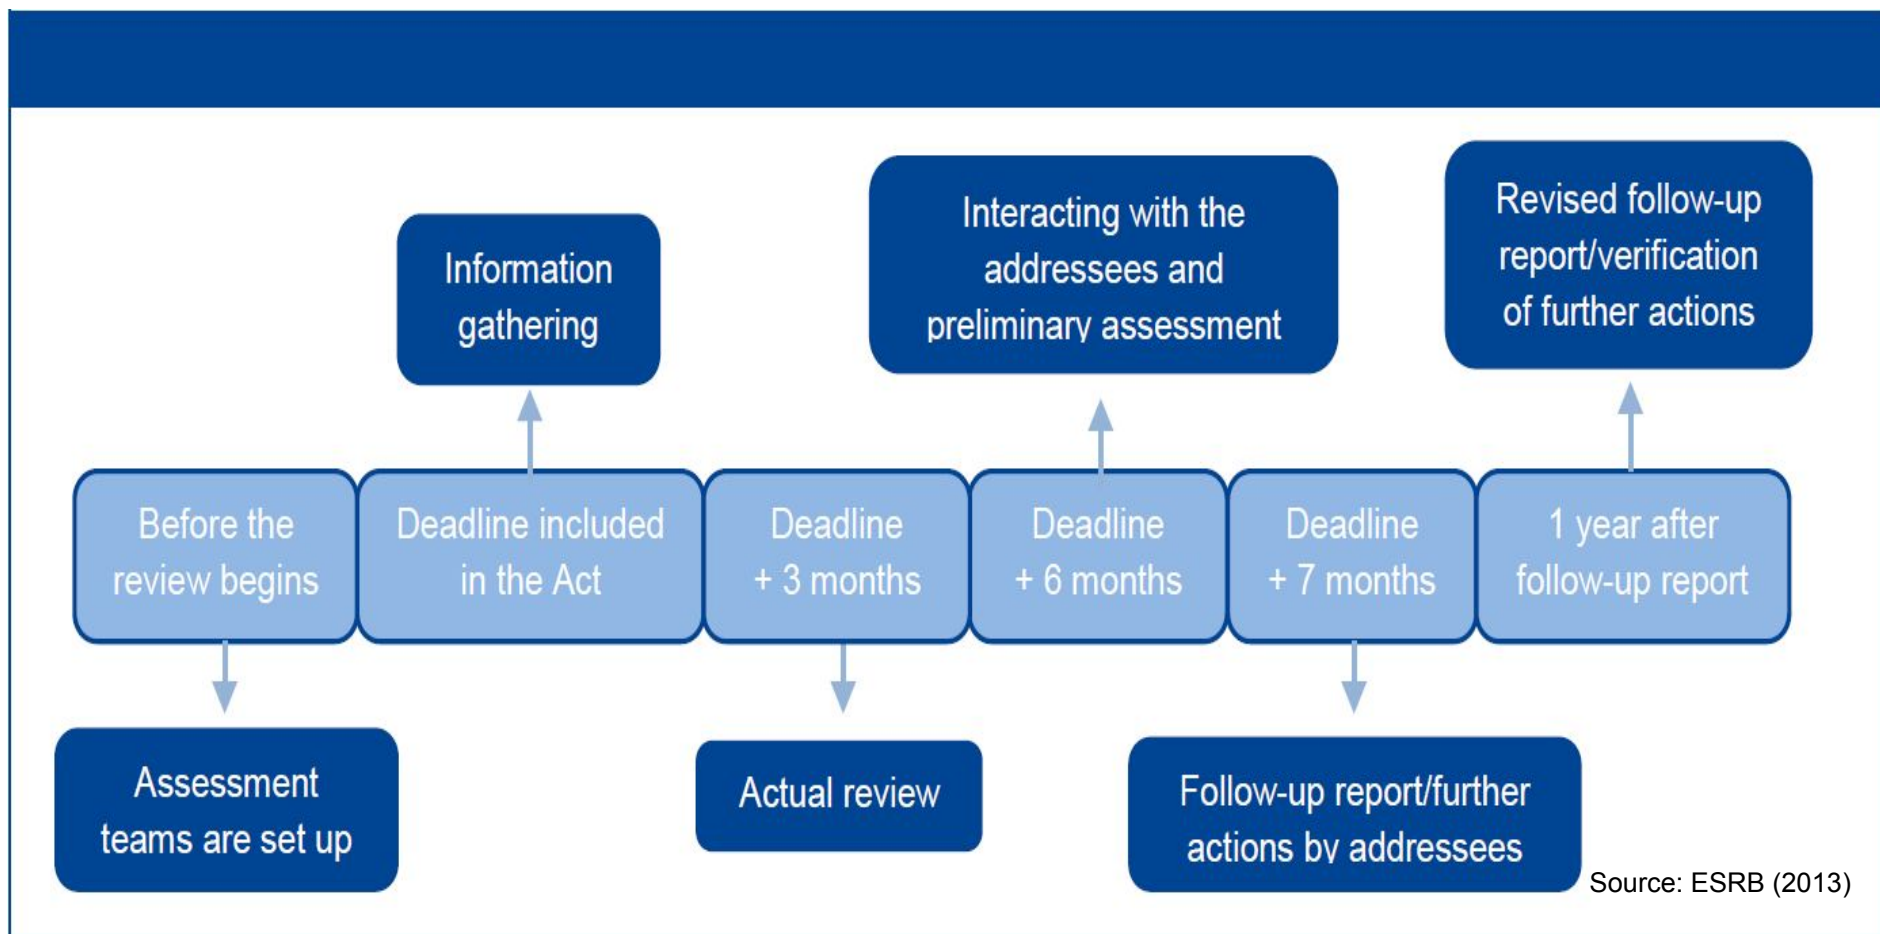 Information
gathering
Interacting with the
addressees and
preliminary assessment
Revised follow-up
report/verification
of further actions
Before the
review begins
Deadline included
in the Act
Deadline
+ 3 months
Deadline
+ 6 months
Deadline
+ 7 months
1 year after
follow-up report
Assessment
teams are set up
Actual review
Follow-up report/further
actions by addressees
Source: ESRB (2013)